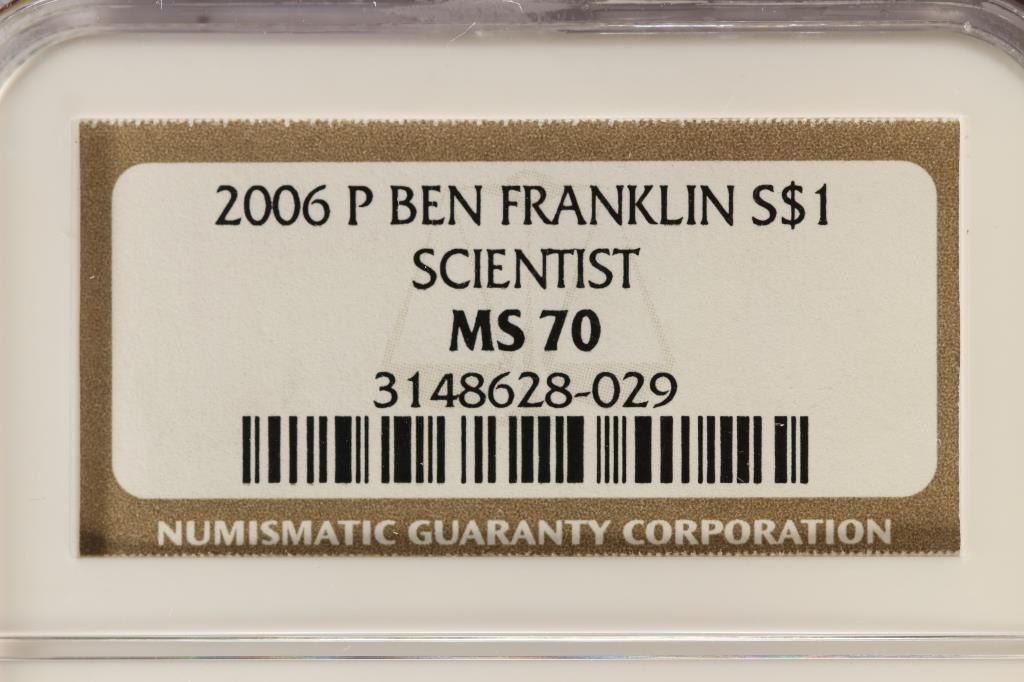 2006 P BEN FRANKLIN S$1
SCIENTIST
MS 70
3148628-029
NUMISMATIC GUARANTY CORPORATION